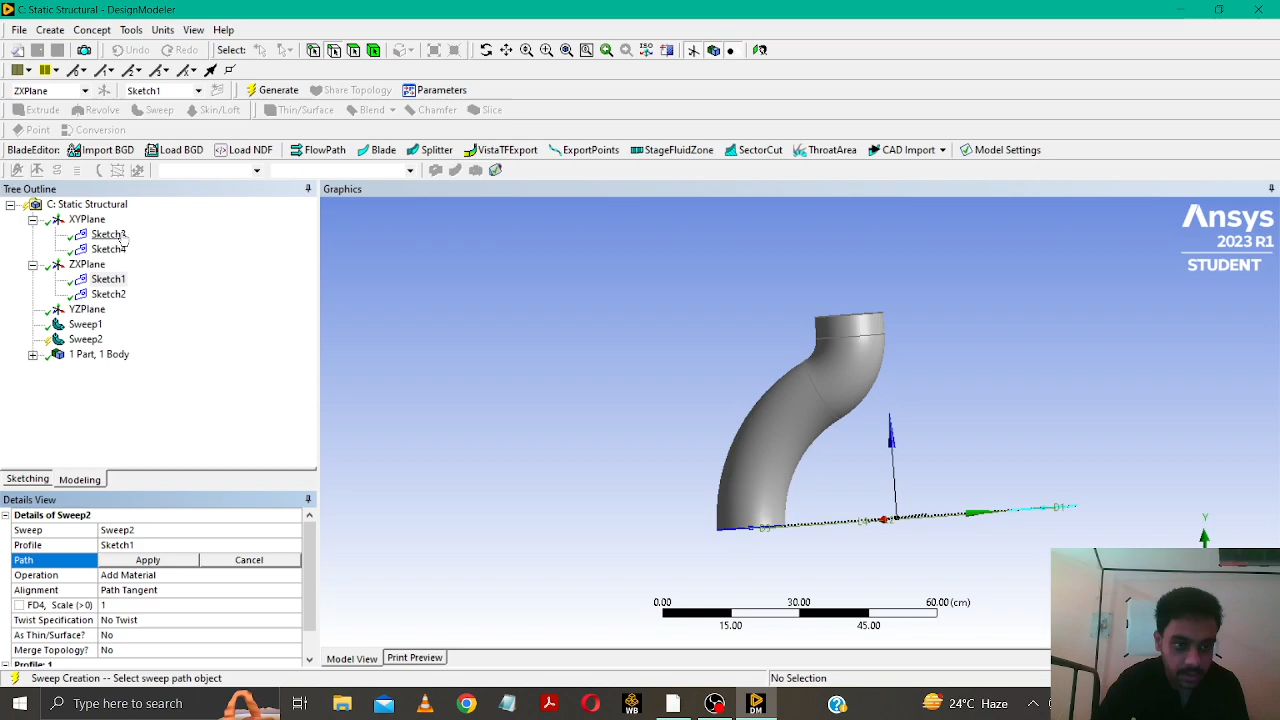 C: Static Structural - DesignModeler
File Create Concept Tools Units View Help
Undo Redo Select:
ZXPlane Sketch1 Generate Share Topology Parameters
Extrude Revolve Sweep Skin/Loft Thin/Surface Blend Chamfer Slice
Point Conversion
BladeEditor: Import BGD Load BGD Load NDF FlowPath Blade Splitter VistaTFExport ExportPoints StageFluidZone SectorCut ThroatArea CAD Import Model Settings
Tree Outline
Graphics
C: Static Structural
XYPlane
Sketch3
Sketch4
ZXPlane
Sketch1
Sketch2
YZPlane
Sweep1
Sweep2
1 Part, 1 Body
Ansys
2023 R1
STUDENT
Sketching Modeling
Details View
Details of Sweep2
Sweep Sweep2
Profile Sketch1
Path Apply Cancel
Operation Add Material
Alignment Path Tangent
FD4, Scale (>0) 1
Twist Specification No Twist
As Thin/Surface? No
Merge Topology? No
Profile: 1
D1
Y
0.00 30.00 60.00 (cm)
15.00 45.00
Model View Print Preview
Sweep Creation -- Select sweep path object
No Selection
Type here to search
WB
DM
24°C Haze